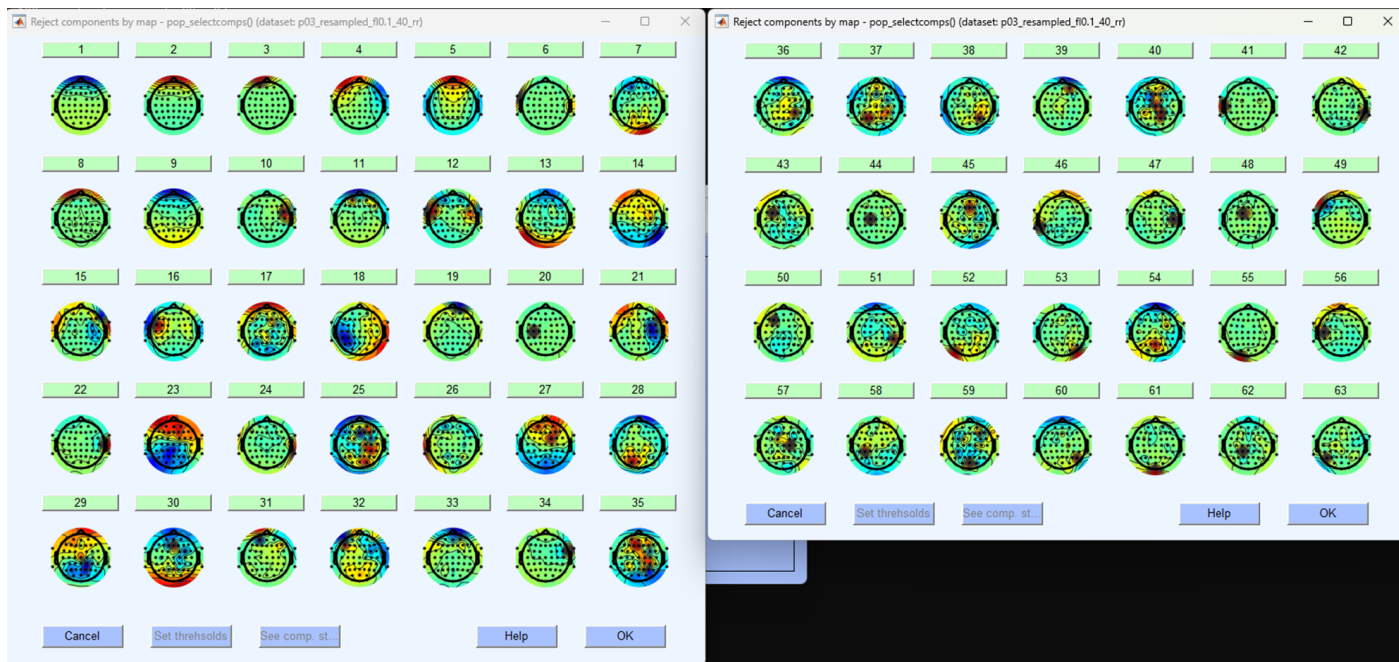 Reject components by map - pop_selectcomps() (dataset: p03_resampled_fl0.1_40_rr)
1 2 3 4 5 6 7
8 9 10 11 12 13 14
15 16 17 18 19 20 21
22 23 24 25 26 27 28
29 30 31 32 33 34 35
Cancel Set threhsolds See comp. st... Help OK
Reject components by map - pop_selectcomps() (dataset: p03_resampled_fl0.1_40_rr)
36 37 38 39 40 41 42
43 44 45 46 47 48 49
50 51 52 53 54 55 56
57 58 59 60 61 62 63
Cancel Set threhsolds See comp. st... Help OK